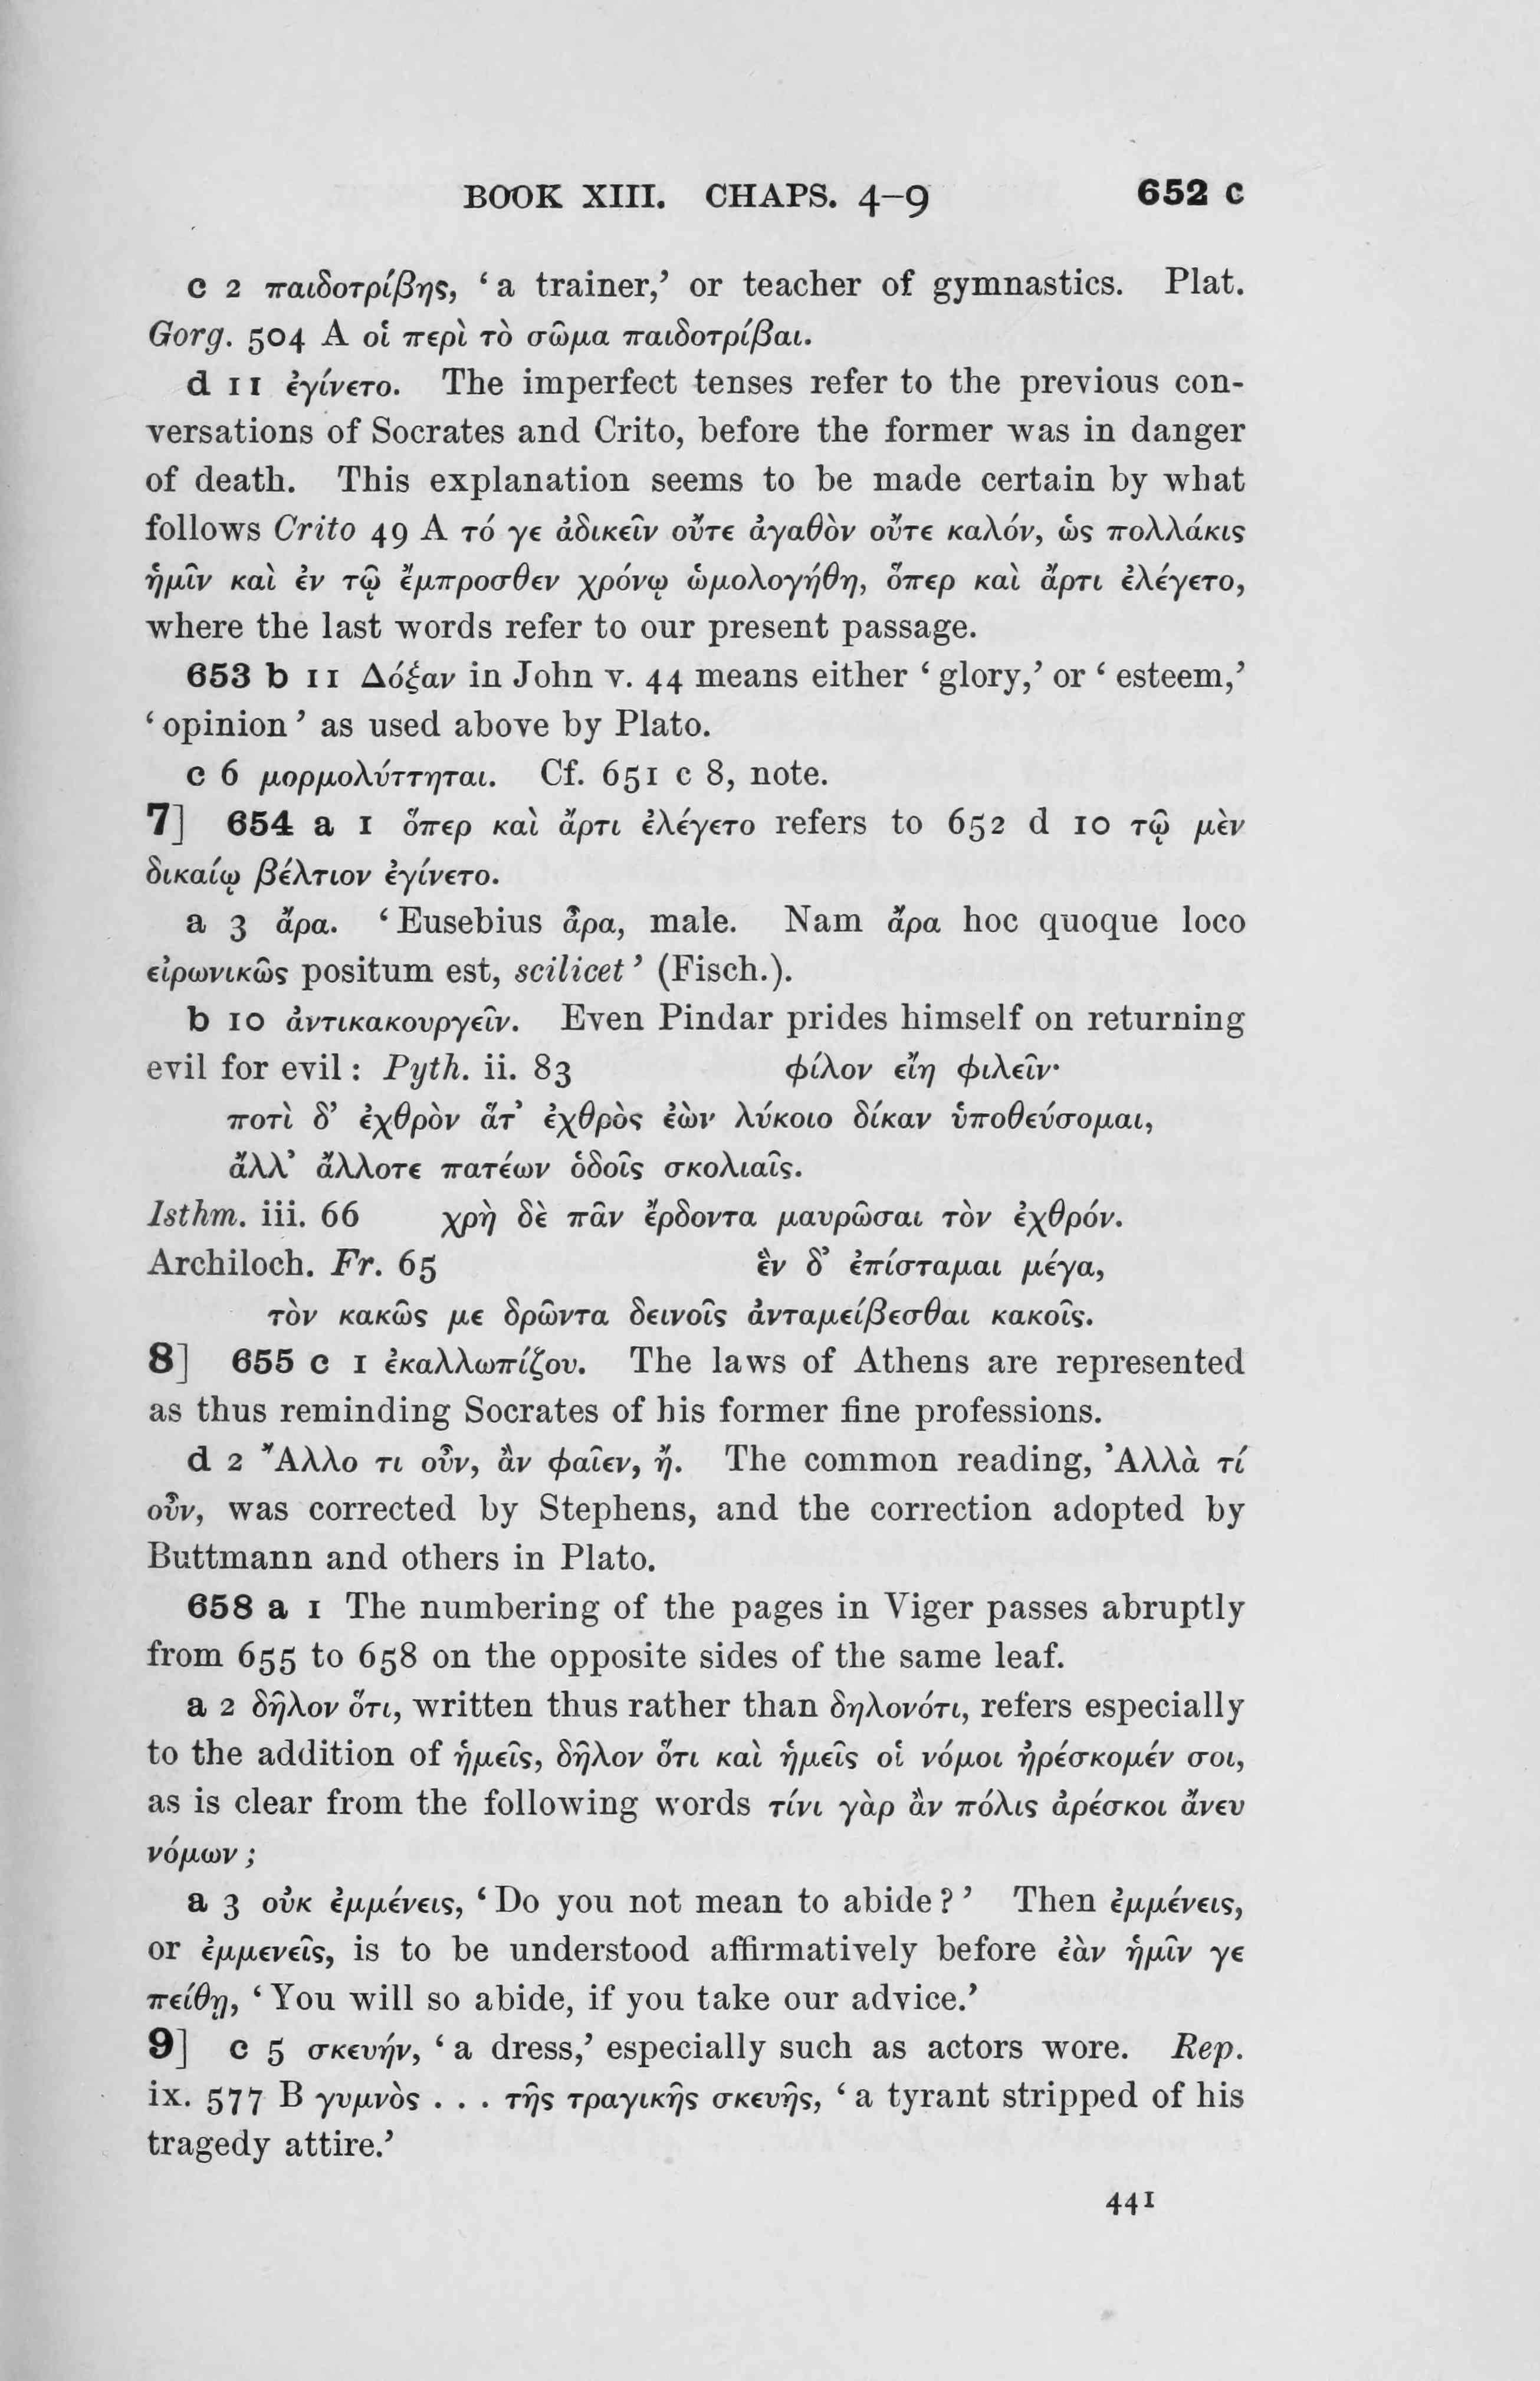 BOOK XIII. CHAPS. 4–9 652 c
c 2 παιδοτρίβης, ‘a trainer,’ or teacher of gymnastics. Plat.
Gorg. 504 A οἱ περὶ τὸ σῶμα παιδοτρίβαι.
d 11 ἐγίνετο. The imperfect tenses refer to the previous con-
versations of Socrates and Crito, before the former was in danger
of death. This explanation seems to be made certain by what
follows Crito 49 A τό γε ἀδικεῖν οὔτε ἀγαθὸν οὔτε καλόν, ὡς πολλάκις
ἡμῖν καὶ ἐν τῷ ἔμπροσθεν χρόνῳ ὡμολογήθη, ὅπερ καὶ ἄρτι ἐλέγετο,
where the last words refer to our present passage.
653 b 11 Δόξαν in John v. 44 means either ‘glory,’ or ‘esteem,’
‘opinion’ as used above by Plato.
c 6 μορμολύττηται. Cf. 651 c 8, note.
7] 654 a 1 ὅπερ καὶ ἄρτι ἐλέγετο refers to 652 d 10 τῷ μὲν
δικαίῳ βέλτιον ἐγίνετο.
a 3 ἄρα. ‘Eusebius ἆρα, male. Nam ἄρα hoc quoque loco
εἰρωνικῶς positum est, scilicet’ (Fisch.).
b 10 ἀντικακουργεῖν. Even Pindar prides himself on returning
evil for evil: Pyth. ii. 83 φίλον εἴη φιλεῖν·
ποτὶ δ’ ἐχθρὸν ἅτ’ ἐχθρὸς ἐὼν λύκοιο δίκαν ὑποθεύσομαι,
ἄλλ’ ἄλλοτε πατέων ὁδοῖς σκολιαῖς.
Isthm. iii. 66 χρὴ δὲ πᾶν ἔρδοντα μαυρῶσαι τὸν ἐχθρόν.
Archiloch. Fr. 65 ἓν δ’ ἐπίσταμαι μέγα,
τὸν κακῶς με δρῶντα δεινοῖς ἀνταμείβεσθαι κακοῖς.
8] 655 c 1 ἐκαλλωπίζου. The laws of Athens are represented
as thus reminding Socrates of his former fine professions.
d 2 Ἄλλο τι οὖν, ἂν φαῖεν, ἤ. The common reading, Ἀλλὰ τί
οὖν, was corrected by Stephens, and the correction adopted by
Buttmann and others in Plato.
658 a 1 The numbering of the pages in Viger passes abruptly
from 655 to 658 on the opposite sides of the same leaf.
a 2 δῆλον ὅτι, written thus rather than δηλονότι, refers especially
to the addition of ἡμεῖς, δῆλον ὅτι καὶ ἡμεῖς οἱ νόμοι ἠρέσκομέν σοι,
as is clear from the following words τίνι γὰρ ἂν πόλις ἀρέσκοι ἄνευ
νόμων;
a 3 οὐκ ἐμμένεις, ‘Do you not mean to abide?’ Then ἐμμένεις,
or ἐμμενεῖς, is to be understood affirmatively before ἐὰν ἡμῖν γε
πείθῃ, ‘You will so abide, if you take our advice.’
9] c 5 σκευήν, ‘a dress,’ especially such as actors wore. Rep.
ix. 577 B γυμνὸς . . . τῆς τραγικῆς σκευῆς, ‘a tyrant stripped of his
tragedy attire.’
441